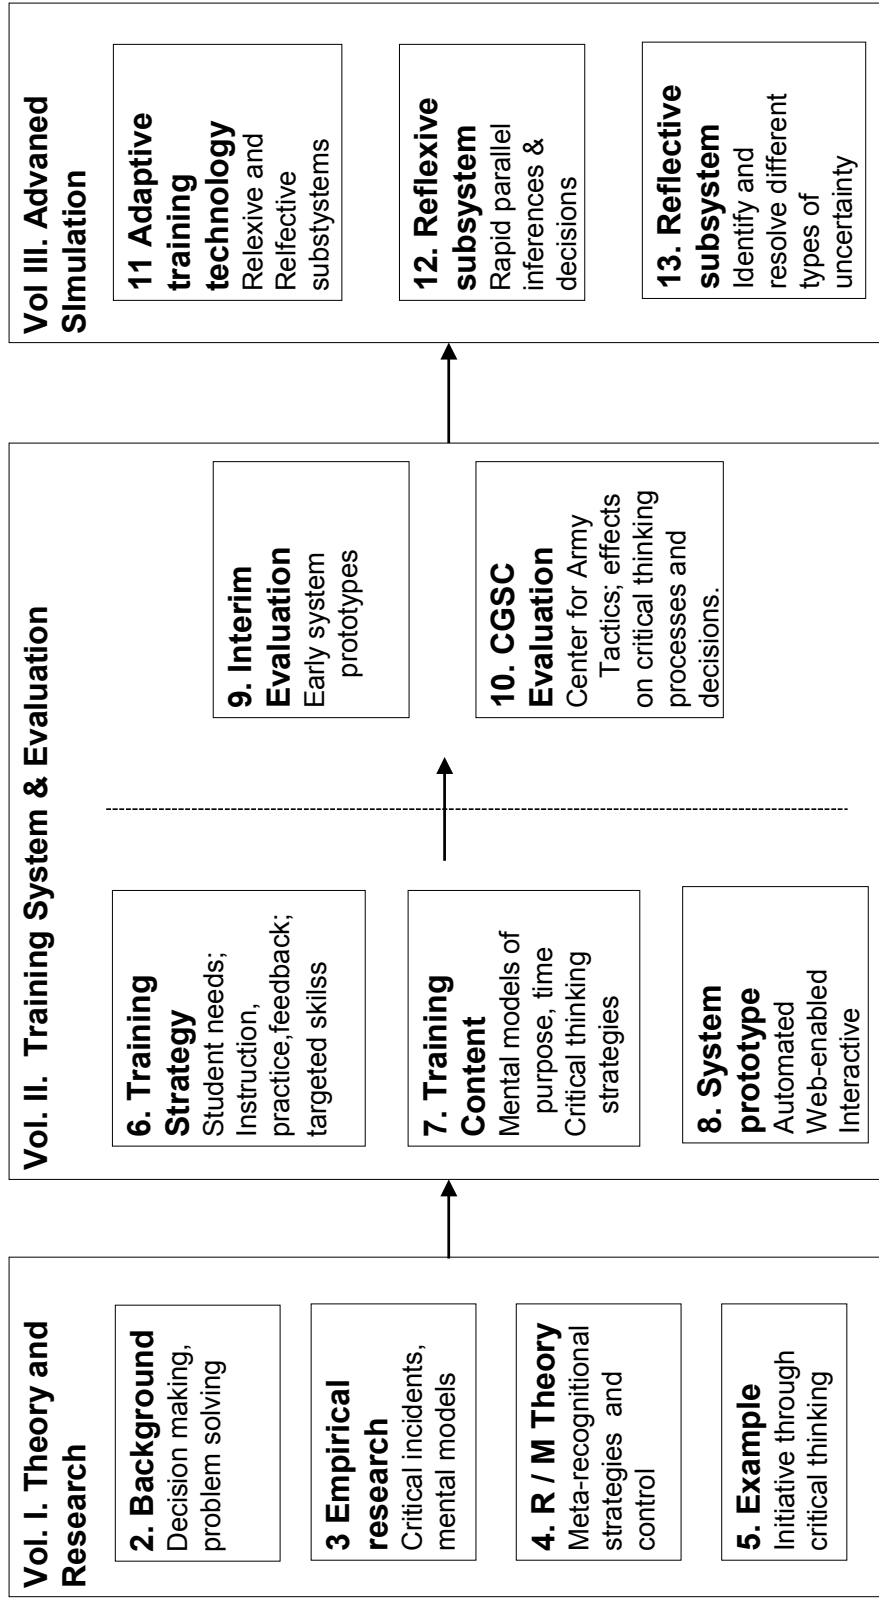 Vol. I. Theory and
Research
2. Background
Decision making,
problem solving
3 Empirical
research
Critical incidents,
mental models
4. R / M Theory
Meta-recognitional
strategies and
control
5. Example
Initiative through
critical thinking
Vol. II. Training System & Evaluation
6. Training
Strategy
Student needs;
Instruction,
practice,feedback;
targeted skilss
7. Training
Content
Mental models of
purpose, time
Critical thinking
strategies
8. System
prototype
Automated
Web-enabled
Interactive
9. Interim
Evaluation
Early system
prototypes
10. CGSC
Evaluation
Center for Army
Tactics; effects
on critical thinking
processes and
decisions.
Vol III. Advaned
SImulation
11 Adaptive
training
technology
Relexive and
Relfective
substystems
12. Reflexive
subsystem
Rapid parallel
inferences &
decisions
13. Reflective
subsystem
Identify and
resolve different
types of
uncertainty